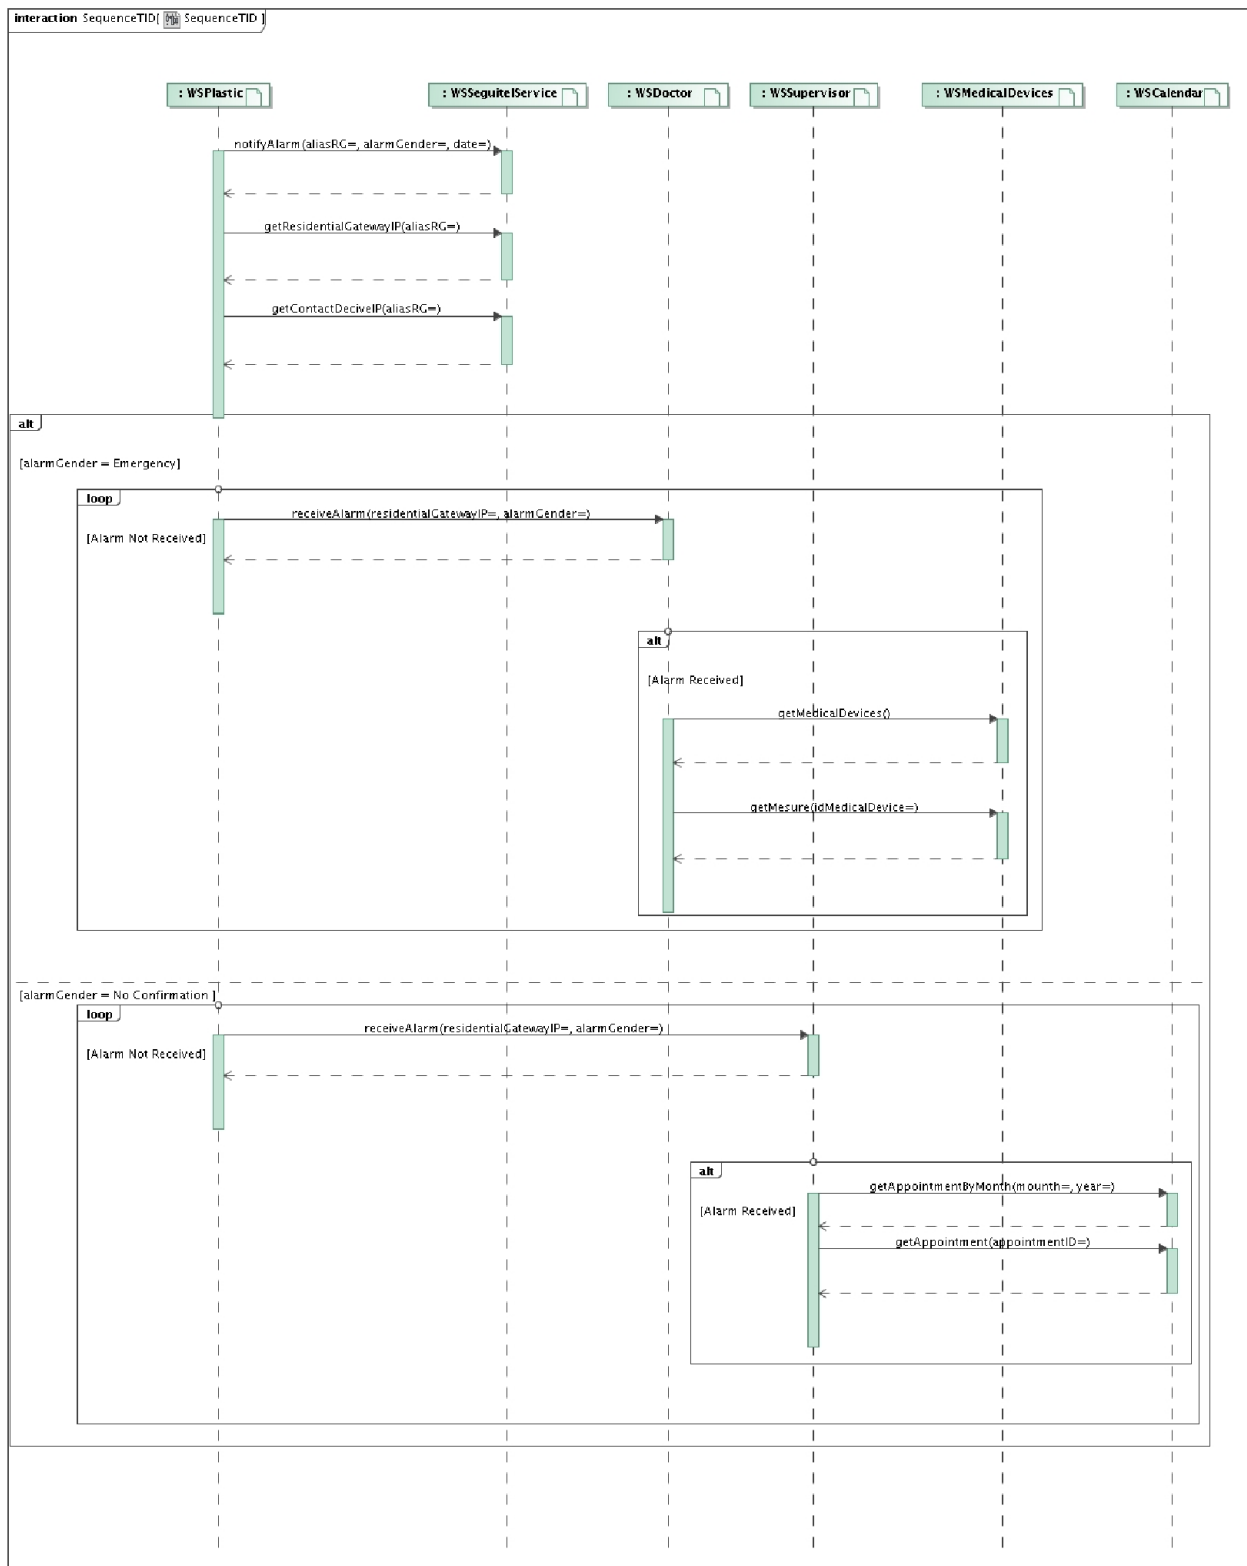 interaction SequenceTID[ SequenceTID ]
: WSPlastic : WSSeguitelService : WSDoctor : WSSupervisor : WSMedicalDevices : WSCalendar
notifyAlarm(aliasRG=, alarmGender=, date=)
getResidentialGatewayIP(aliasRG=)
getContactDeciveIP(aliasRG=)
alt
[alarmGender = Emergency]
loop
receiveAlarm(residentialGatewayIP=, alarmGender=)
[Alarm Not Received]
alt
[Alarm Received]
getMedicalDevices()
getMesure(idMedicalDevice=)
[alarmGender = No Confirmation ]
loop
receiveAlarm(residentialGatewayIP=, alarmGender=)
[Alarm Not Received]
alt
getAppointmentByMonth(mounth=, year=)
[Alarm Received]
getAppointment(appointmentID=)